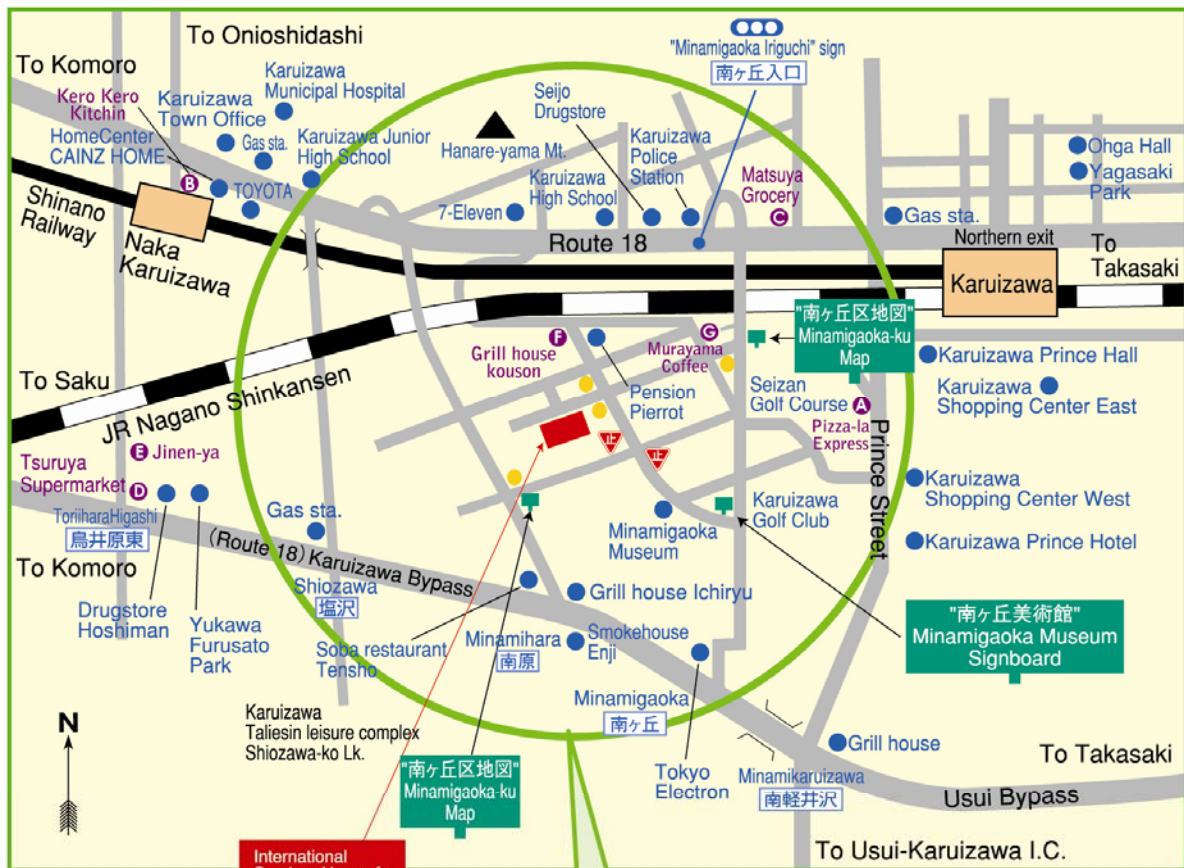 To Onioshidashi
"Minamigaoka Iriguchi" sign
南ヶ丘入口
To Komoro
Kero Kero
Kitchin
Karuizawa
Municipal Hospital
Karuizawa
Town Office
HomeCenter
CAINZ HOME
Gas sta.
Karuizawa Junior
High School
B
TOYOTA
Hanare-yama Mt.
Seijo
Drugstore
Karuizawa
Police
Station
Karuizawa
High School
7-Eleven
Matsuya
Grocery
C
Ohga Hall
Yagasaki
Park
Gas sta.
Shinano
Railway
Naka
Karuizawa
Route 18
Northern exit
Karuizawa
To
Takasaki
"南ヶ丘区地図"
Minamigaoka-ku
Map
F
G
Grill house
kouson
Murayama
Coffee
Pension
Pierrot
Seizan
Golf Course
A
Pizza-la
Express
Prince Street
Karuizawa Prince Hall
Karuizawa
Shopping Center East
To Saku
JR Nagano Shinkansen
E
Jinen-ya
Tsuruya
Supermarket
D
止
止
ToriiharaHigashi
鳥井原東
Gas sta.
Minamigaoka
Museum
Karuizawa
Golf Club
Karuizawa
Shopping Center West
Karuizawa Prince Hotel
To Komoro
(Route 18) Karuizawa Bypass
Shiozawa
塩沢
Drugstore
Hoshiman
Yukawa
Furusato
Park
Soba restaurant
Tensho
Minamihara
南原
Grill house Ichiryu
Smokehouse
Enji
"南ヶ丘美術館"
Minamigaoka Museum
Signboard
Minamigaoka
南ヶ丘
N
Karuizawa
Taliesin leisure complex
Shiozawa-ko Lk.
"南ヶ丘区地図"
Minamigaoka-ku
Map
Tokyo
Electron
Minamikaruizawa
南軽井沢
Grill house
To Takasaki
Usui Bypass
To Usui-Karuizawa I.C.
International